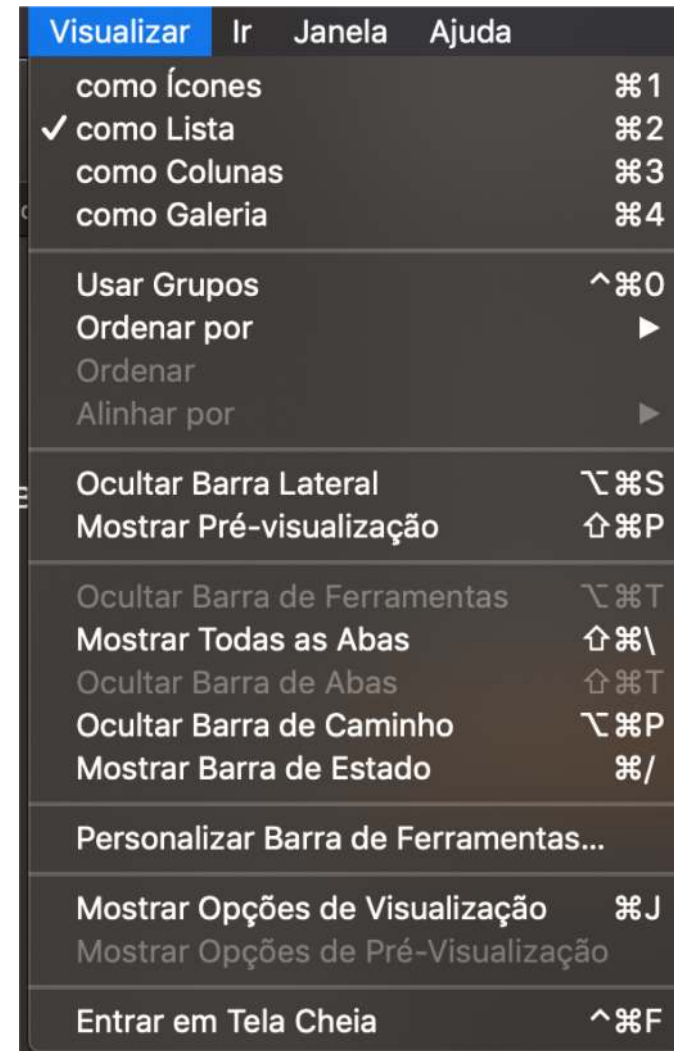 Visualizar Ir Janela Ajuda
como Ícones ⌘1
✓ como Lista ⌘2
como Colunas ⌘3
como Galeria ⌘4
Usar Grupos ^⌘0
Ordenar por ▶
Ordenar
Alinhar por ▶
Ocultar Barra Lateral ⌥⌘S
Mostrar Pré-visualização ⇧⌘P
Ocultar Barra de Ferramentas ⌥⌘T
Mostrar Todas as Abas ⇧⌘\
Ocultar Barra de Abas ⇧⌘T
Ocultar Barra de Caminho ⌥⌘P
Mostrar Barra de Estado ⌘/
Personalizar Barra de Ferramentas...
Mostrar Opções de Visualização ⌘J
Mostrar Opções de Pré-Visualização
Entrar em Tela Cheia ^⌘F